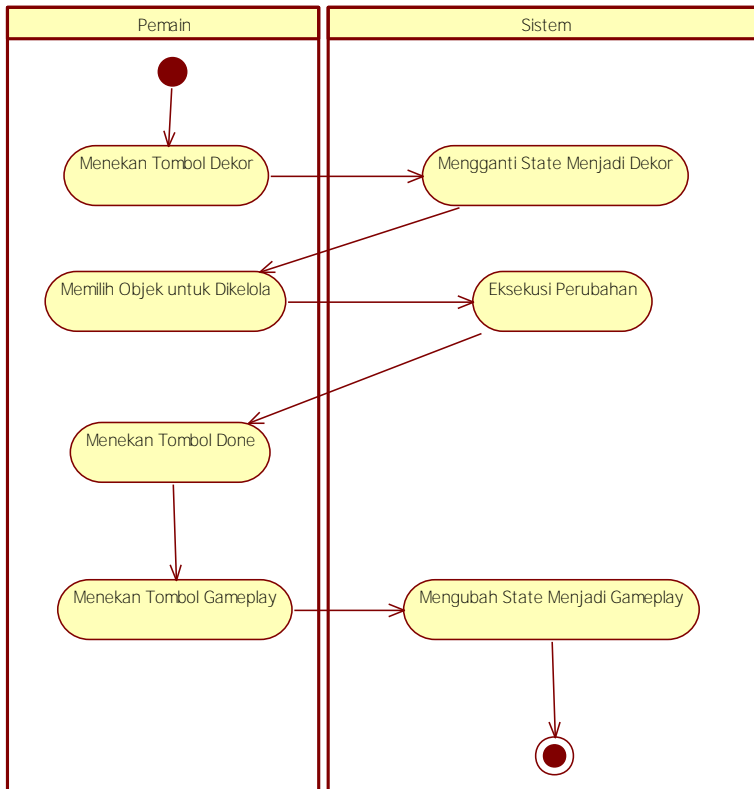 Pemain
Sistem
Menekan Tombol Dekor
Mengganti State Menjadi Dekor
Memilih Objek untuk Dikelola
Eksekusi Perubahan
Menekan Tombol Done
Menekan Tombol Gameplay
Mengubah State Menjadi Gameplay